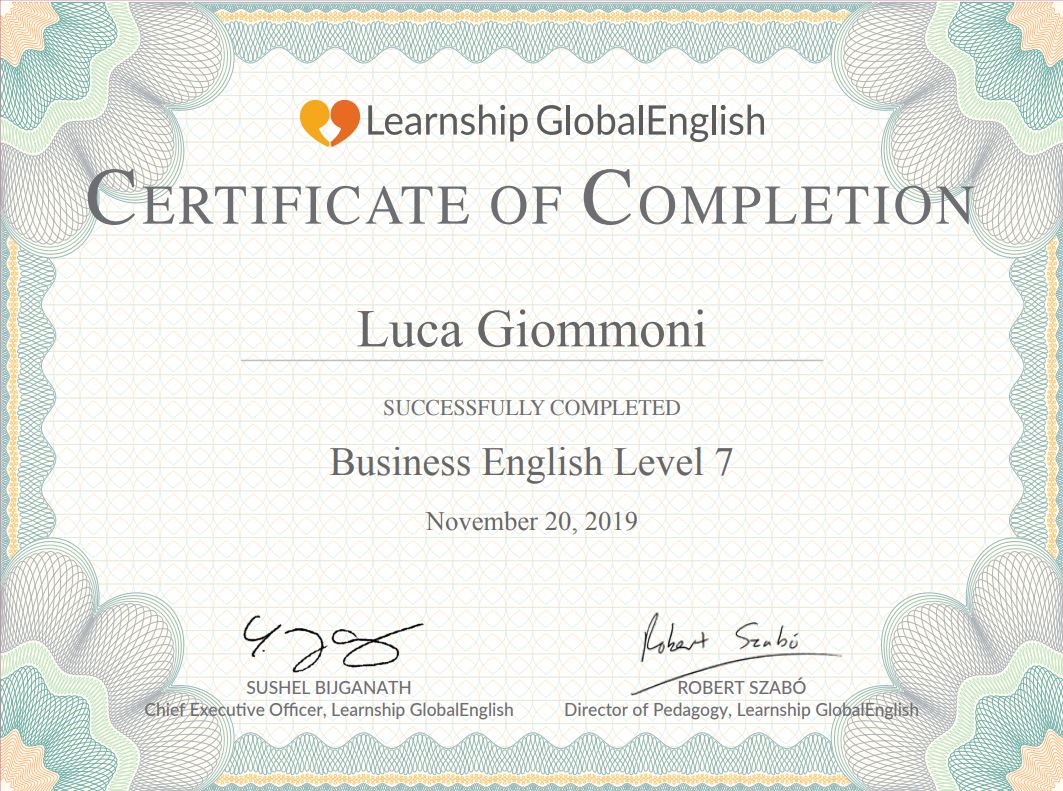 Learnship GlobalEnglish
CERTIFICATE OF COMPLETION
Luca Giommoni
SUCCESSFULLY COMPLETED
Business English Level 7
November 20, 2019
Robert Szabó
SUSHEL BIJGANATH
ROBERT SZABÓ
Chief Executive Officer, Learnship GlobalEnglish
Director of Pedagogy, Learnship GlobalEnglish